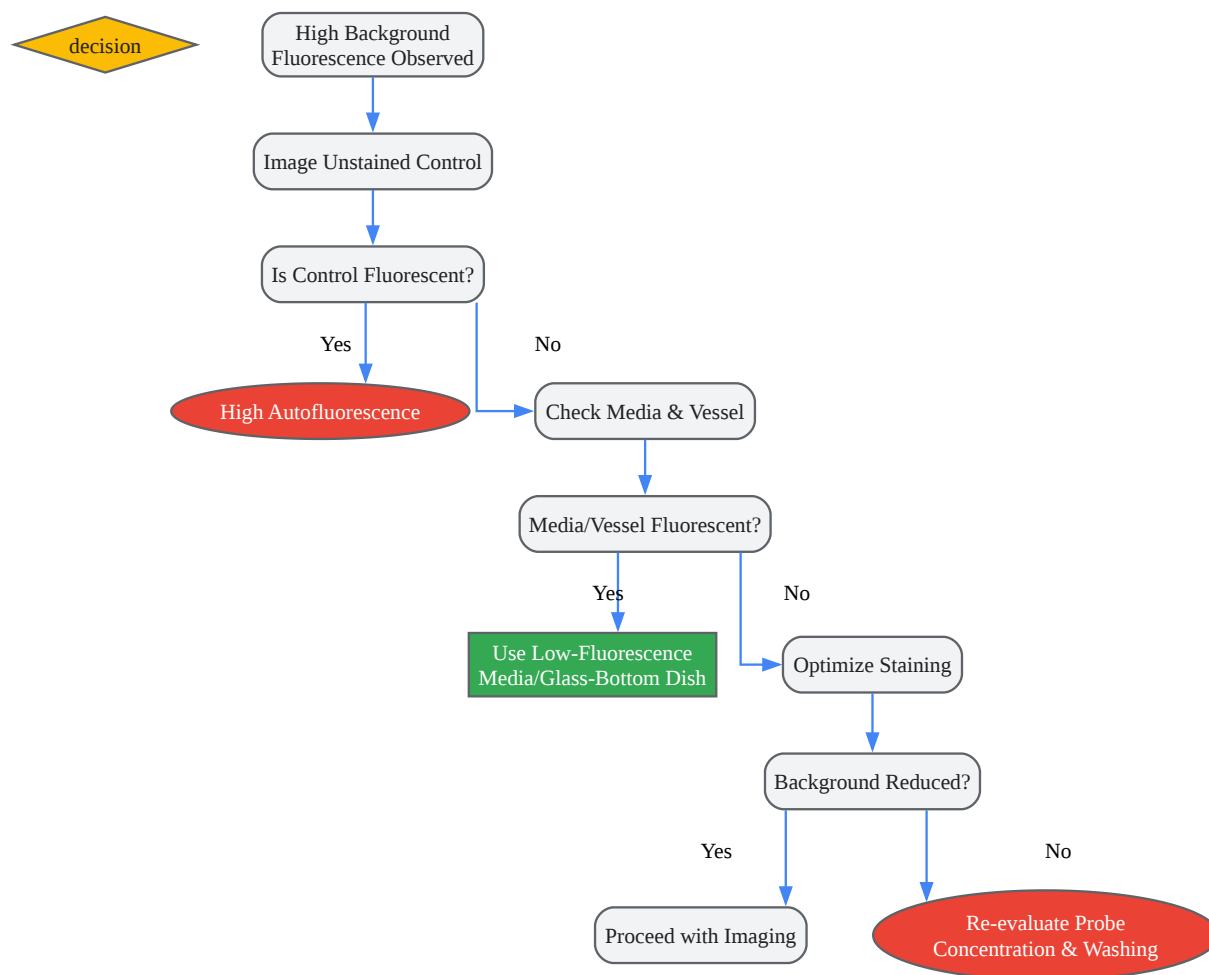 decision
High Background
Fluorescence Observed
Image Unstained Control
Is Control Fluorescent?
Yes
No
High Autofluorescence
Check Media & Vessel
Media/Vessel Fluorescent?
Yes
No
Use Low-Fluorescence
Media/Glass-Bottom Dish
Optimize Staining
Background Reduced?
Yes
No
Proceed with Imaging
Re-evaluate Probe
Concentration & Washing